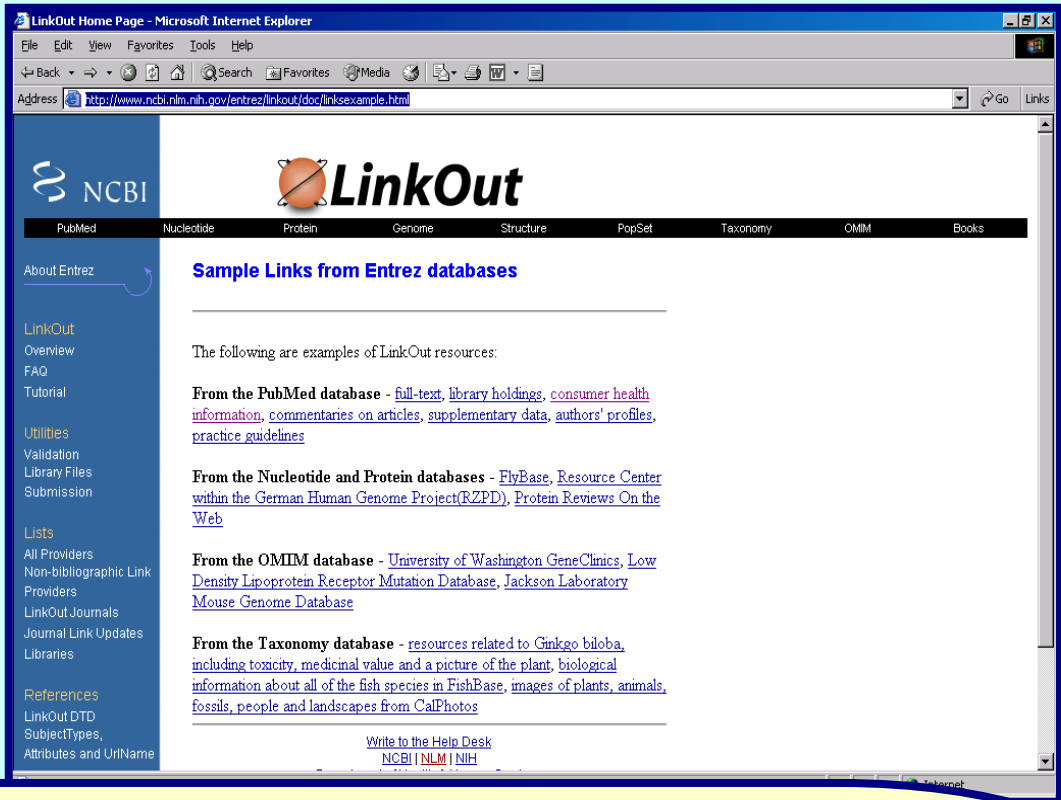 LinkOut Home Page - Microsoft Internet Explorer
File Edit View Favorites Tools Help
Back Search Favorites Media
Address http://www.ncbi.nlm.nih.gov/entrez/linkout/doc/linksexample.html Go Links
NCBI
LinkOut
PubMed Nucleotide Protein Genome Structure PopSet Taxonomy OMIM Books
About Entrez
LinkOut
Overview
FAQ
Tutorial
Utilities
Validation
Library Files
Submission
Lists
All Providers
Non-bibliographic Link
Providers
LinkOut Journals
Journal Link Updates
Libraries
References
LinkOut DTD
SubjectTypes,
Attributes and UrlName
Sample Links from Entrez databases
The following are examples of LinkOut resources:
From the PubMed database - full-text, library holdings, consumer health
information, commentaries on articles, supplementary data, authors' profiles,
practice guidelines
From the Nucleotide and Protein databases - FlyBase, Resource Center
within the German Human Genome Project(RZPD), Protein Reviews On the
Web
From the OMIM database - University of Washington GeneClinics, Low
Density Lipoprotein Receptor Mutation Database, Jackson Laboratory
Mouse Genome Database
From the Taxonomy database - resources related to Ginkgo biloba,
including toxicity, medicinal value and a picture of the plant, biological
information about all of the fish species in FishBase, images of plants, animals,
fossils, people and landscapes from CalPhotos
Write to the Help Desk
NCBI | NLM | NIH
Internet